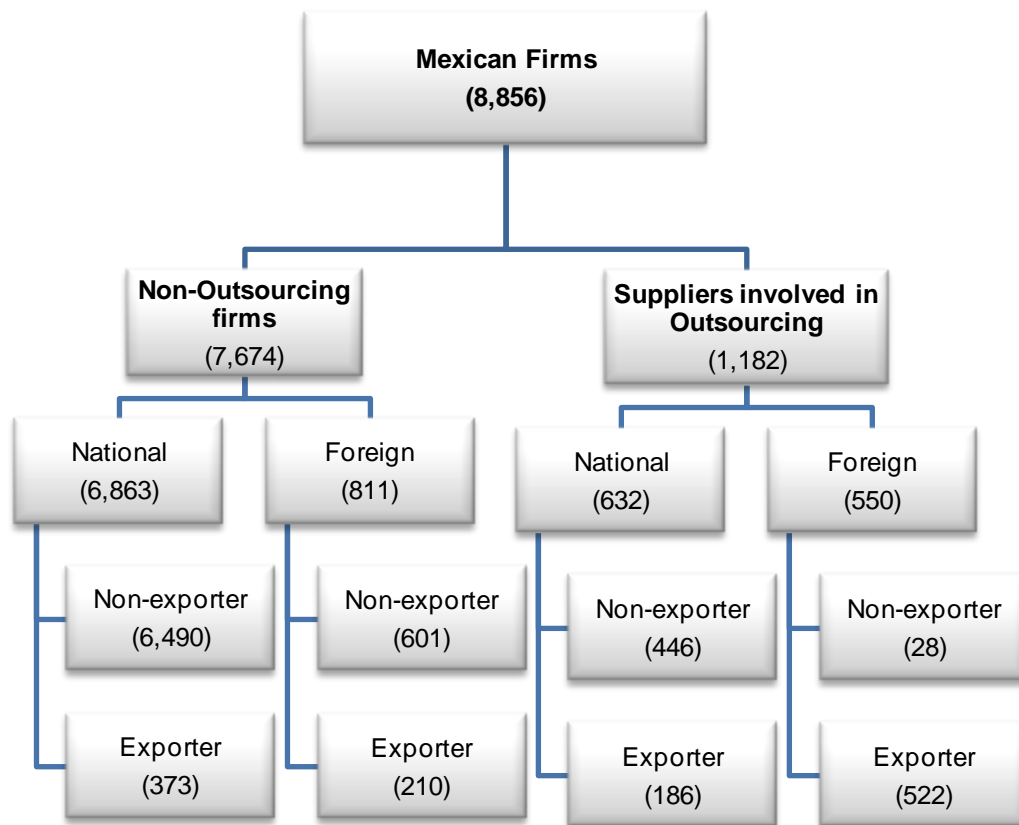 Mexican Firms
(8,856)
Non-Outsourcing
firms
(7,674)
Suppliers involved in
Outsourcing
(1,182)
National
(6,863)
Foreign
(811)
National
(632)
Foreign
(550)
Non-exporter
(6,490)
Non-exporter
(601)
Non-exporter
(446)
Non-exporter
(28)
Exporter
(373)
Exporter
(210)
Exporter
(186)
Exporter
(522)